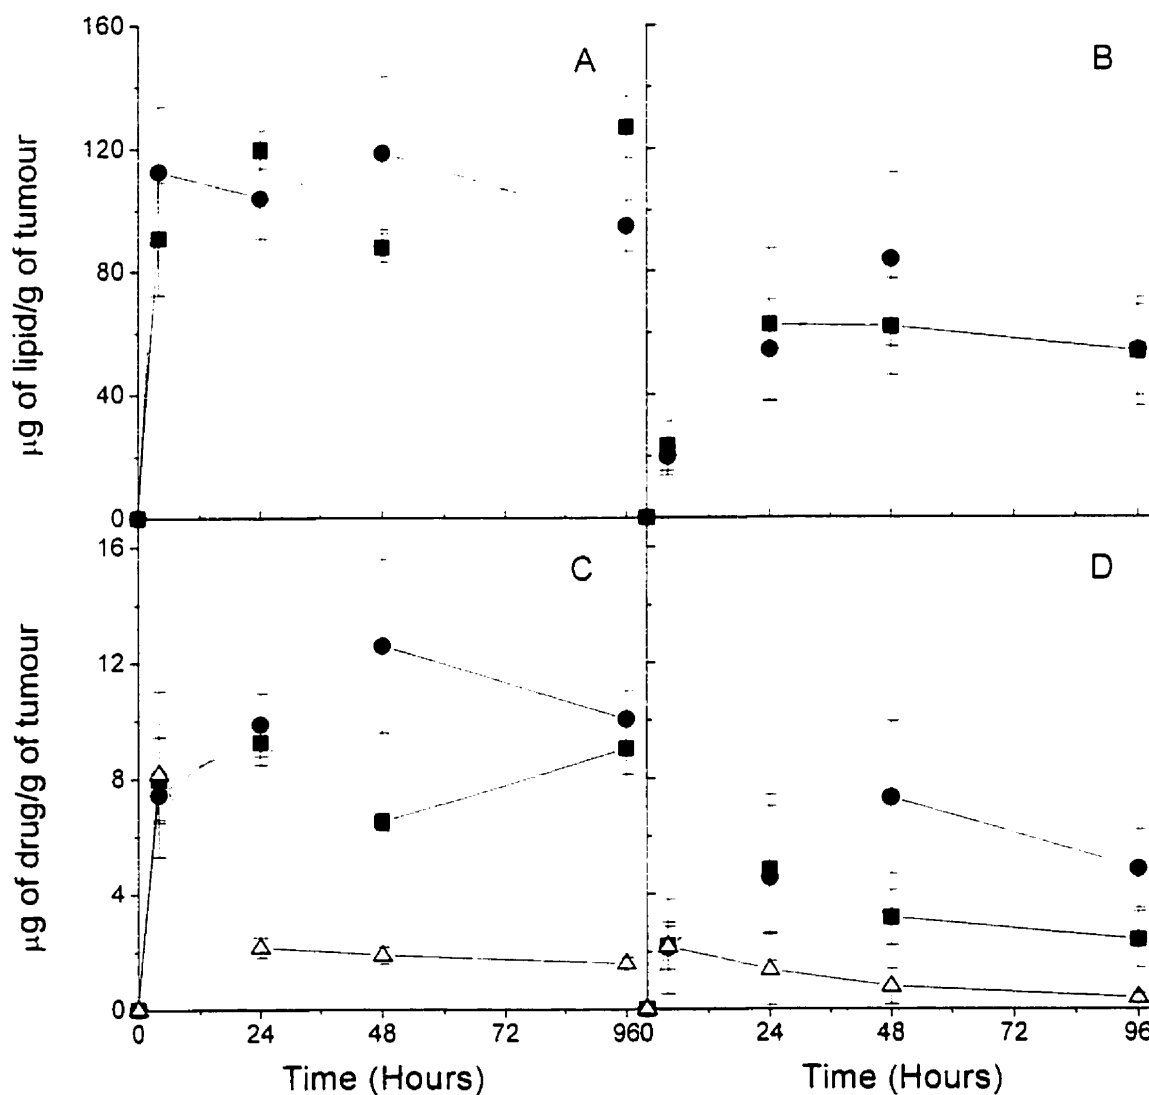 160
A
B
120
80
40
0
µg of lipid/g of tumour
16
C
D
12
8
4
0
µg of drug/g of tumour
0 24 48 72 960 24 48 72 96
Time (Hours) Time (Hours)